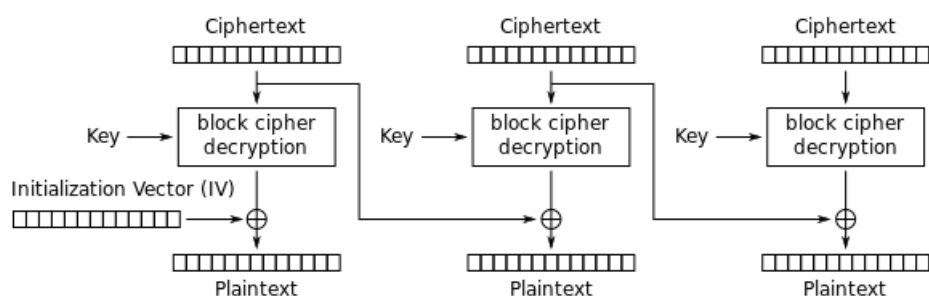 Ciphertext Ciphertext Ciphertext
Key block cipher decryption Key block cipher decryption Key block cipher decryption
Initialization Vector (IV)
Plaintext Plaintext Plaintext